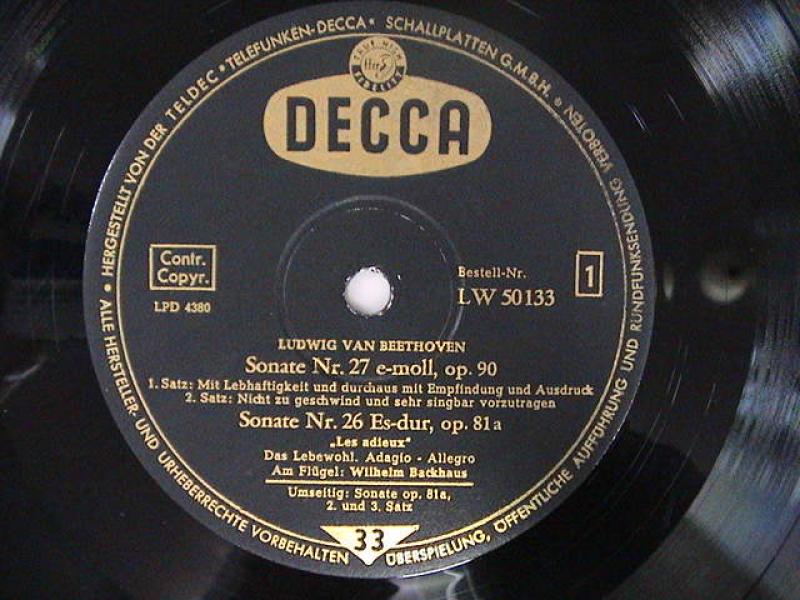 HERGESTELLT VON DER TELDEC • TELEFUNKEN-DECCA • SCHALLPLATTEN G.M.B.H. •
ALLE HERSTELLER- UND URHEBERRECHTE VORBEHALTEN
ÜBERSPIELUNG, ÖFFENTLICHE AUFFÜHRUNG UND RUNDFUNKSENDUNG VERBOTEN
TRUE HIGH
FIDELITY
DECCA
Contr.
Copyr.
LPD 4380
Bestell-Nr.
LW 50133
1
LUDWIG VAN BEETHOVEN
Sonate Nr. 27 e-moll, op. 90
1. Satz: Mit Lebhaftigkeit und durchaus mit Empfindung und Ausdruck
2. Satz: Nicht zu geschwind und sehr singbar vorzutragen
Sonate Nr. 26 Es-dur, op. 81a
„Les adieux"
Das Lebewohl. Adagio - Allegro
Am Flügel: Wilhelm Backhaus
Umseitig: Sonate op. 81a,
2. und 3. Satz
33